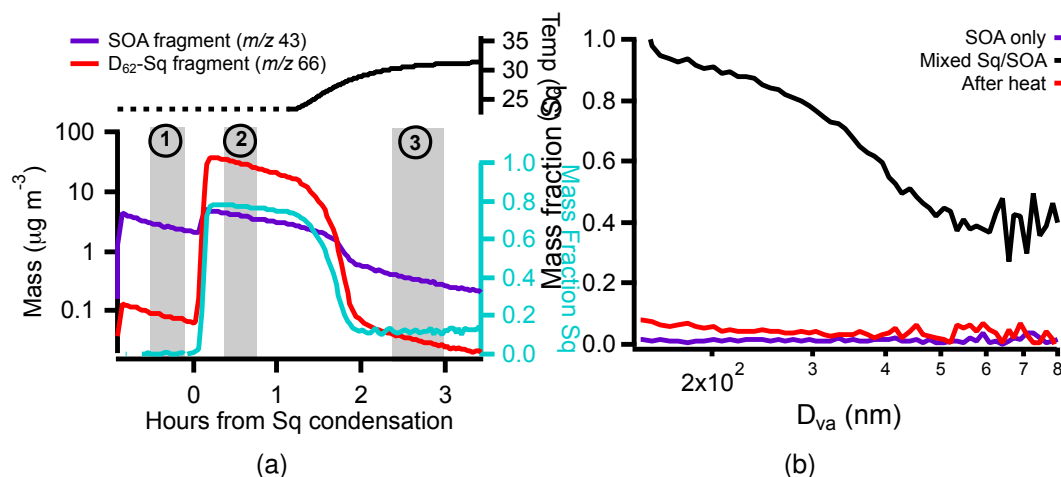 SOA fragment (m/z 43)
D62-Sq fragment (m/z 66)
35
30
25
Temp (C)
1
2
3
100
10
1
0.1
Mass (µg m-3)
1.0
0.8
0.6
0.4
0.2
0.0
Mass Fraction Sq
0
1
2
3
Hours from Sq condensation
(a)
SOA only
Mixed Sq/SOA
After heat
1.0
0.8
0.6
0.4
0.2
0.0
Mass fraction Sq
2x10²
3
4
5
6
7
8
Dva (nm)
(b)